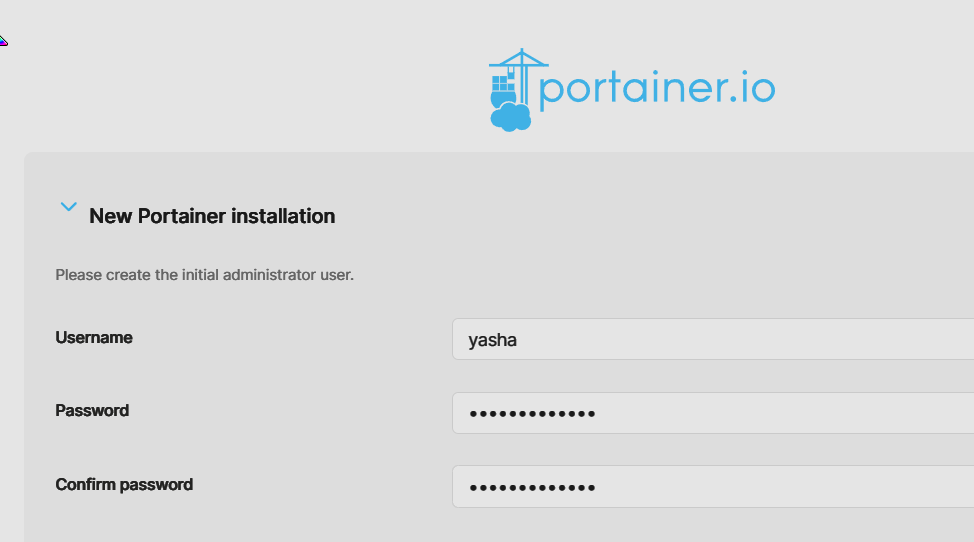 portainer.io
New Portainer installation
Please create the initial administrator user.
Username
yasha
Password
•••••••••••••
Confirm password
•••••••••••••